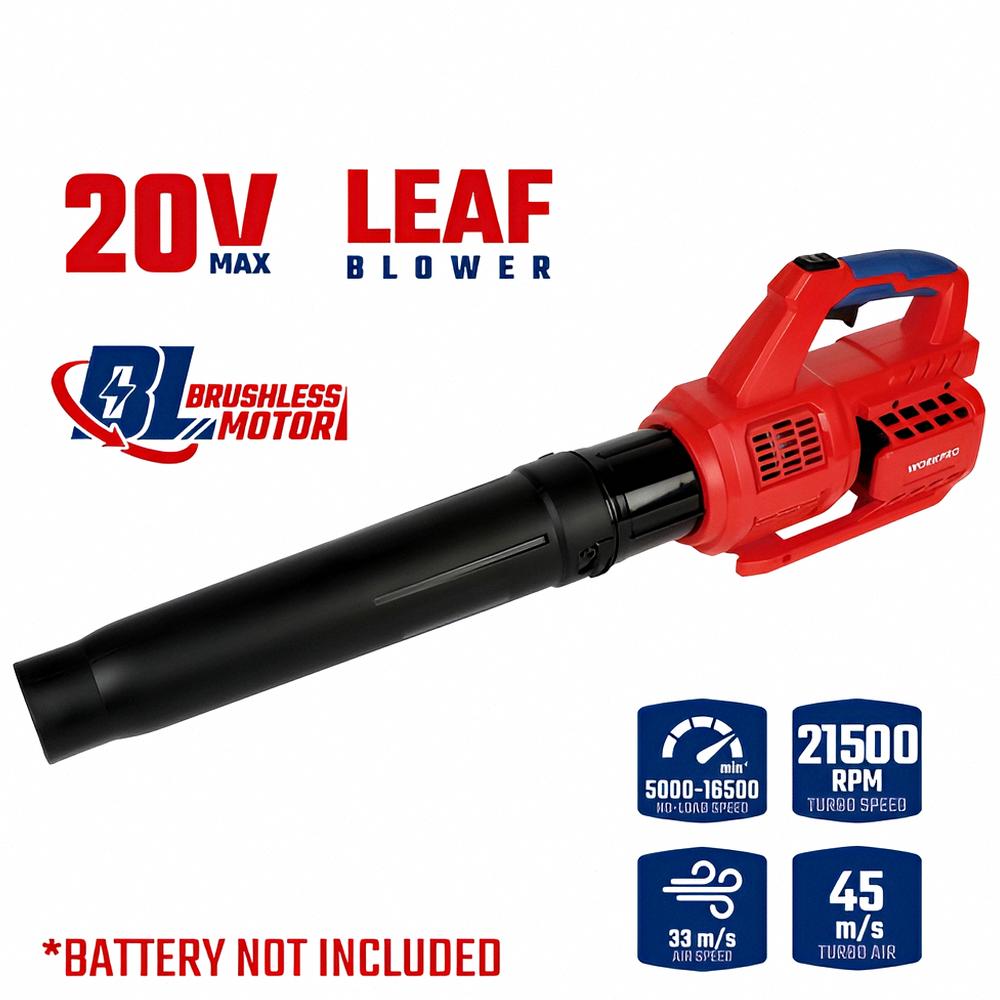 20V
MAX
LEAF
BLOWER
BL BRUSHLESS
MOTOR
WORKPRO
min
5000-16500
NO-LOAD SPEED
21500
RPM
TURBO SPEED
33 m/s
AIR SPEED
45
m/s
TURBO AIR
*BATTERY NOT INCLUDED